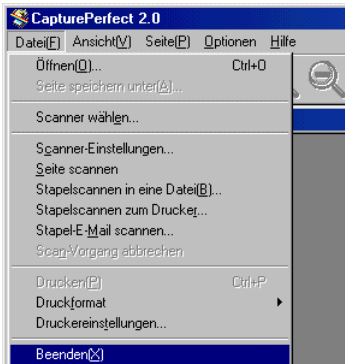 CapturePerfect 2.0
Datei(F) Ansicht(V) Seite(P) Optionen Hilfe
Öffnen(O)... Ctrl+O
Seite speichern unter(A)...
Scanner wählen...
Scanner-Einstellungen...
Seite scannen
Stapelscannen in eine Datei(B)...
Stapelscannen zum Drucker...
Stapel-E-Mail scannen...
Scan-Vorgang abbrechen
Drucken(P) Ctrl+P
Druckformat
Druckereinstellungen...
Beenden(X)